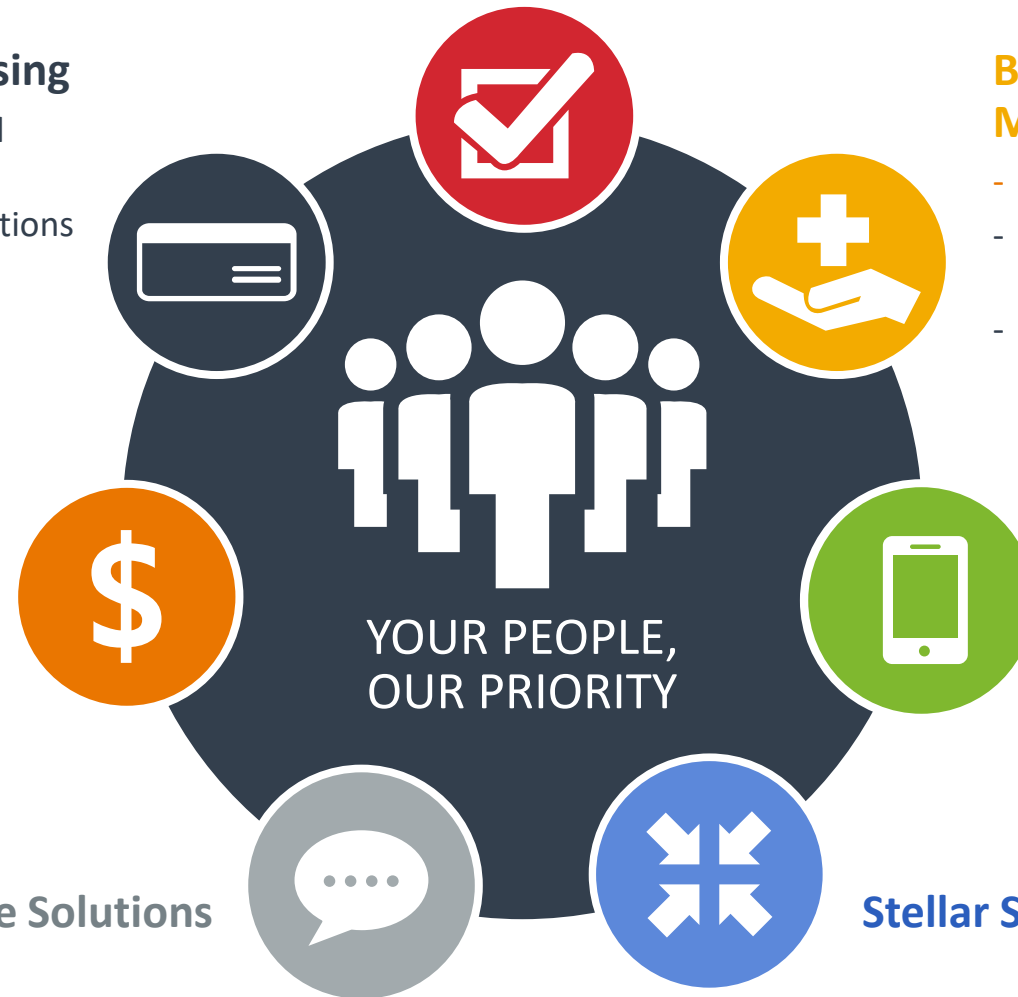 sing
tions
B
M
-
-
-
$
YOUR PEOPLE,
OUR PRIORITY
e Solutions
Stellar S